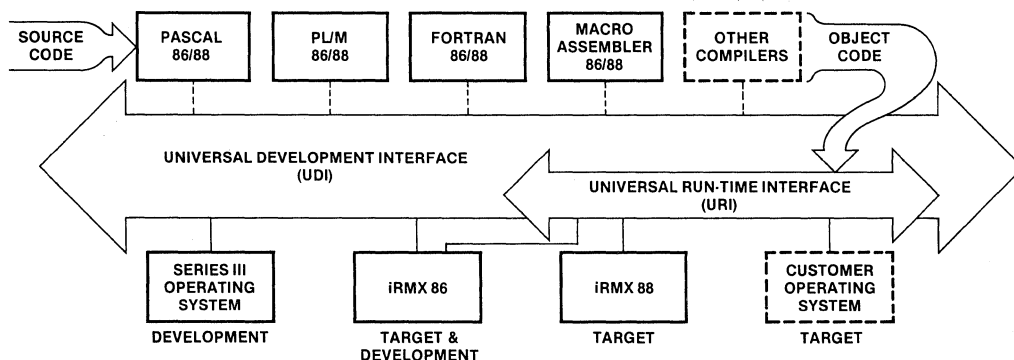 SOURCE
CODE
PASCAL
86/88
PL/M
86/88
FORTRAN
86/88
MACRO
ASSEMBLER
86/88
OTHER
COMPILERS
OBJECT
CODE
UNIVERSAL DEVELOPMENT INTERFACE
(UDI)
UNIVERSAL RUN-TIME INTERFACE
(URI)
SERIES III
OPERATING
SYSTEM
DEVELOPMENT
iRMX 86
TARGET &
DEVELOPMENT
iRMX 88
TARGET
CUSTOMER
OPERATING
SYSTEM
TARGET